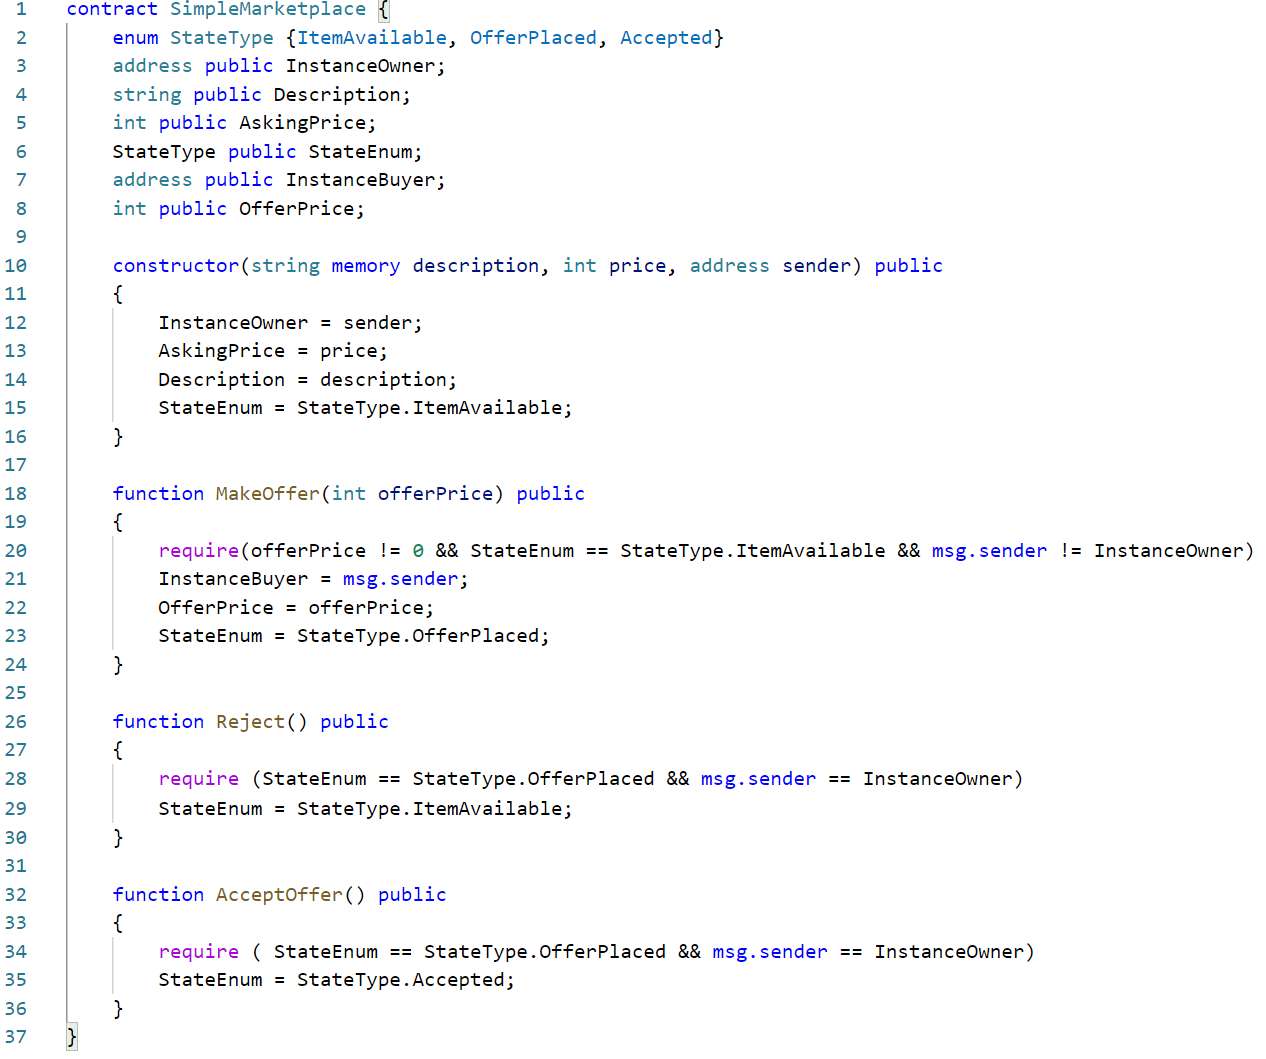 1 contract SimpleMarketplace {
2 enum StateType {ItemAvailable, OfferPlaced, Accepted}
3 address public InstanceOwner;
4 string public Description;
5 int public AskingPrice;
6 StateType public StateEnum;
7 address public InstanceBuyer;
8 int public OfferPrice;
9
10 constructor(string memory description, int price, address sender) public
11 {
12 InstanceOwner = sender;
13 AskingPrice = price;
14 Description = description;
15 StateEnum = StateType.ItemAvailable;
16 }
17
18 function MakeOffer(int offerPrice) public
19 {
20 require(offerPrice != 0 && StateEnum == StateType.ItemAvailable && msg.sender != InstanceOwner)
21 InstanceBuyer = msg.sender;
22 OfferPrice = offerPrice;
23 StateEnum = StateType.OfferPlaced;
24 }
25
26 function Reject() public
27 {
28 require (StateEnum == StateType.OfferPlaced && msg.sender == InstanceOwner)
29 StateEnum = StateType.ItemAvailable;
30 }
31
32 function AcceptOffer() public
33 {
34 require ( StateEnum == StateType.OfferPlaced && msg.sender == InstanceOwner)
35 StateEnum = StateType.Accepted;
36 }
37 }